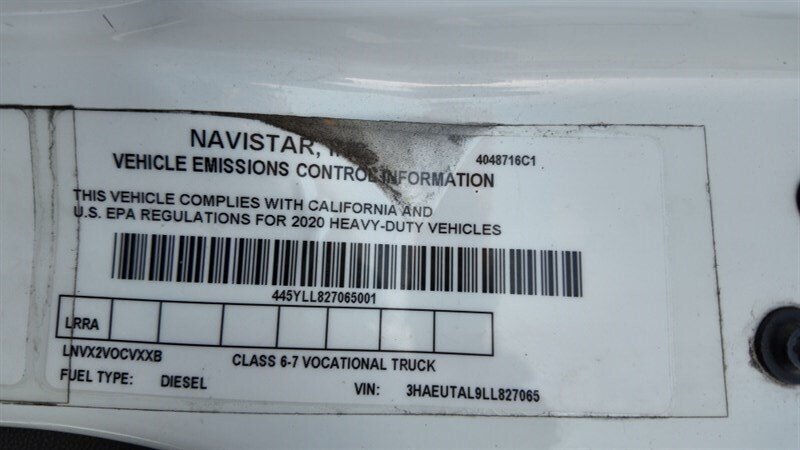 NAVISTAR,
4048716C1
VEHICLE EMISSIONS CONTROL INFORMATION
THIS VEHICLE COMPLIES WITH CALIFORNIA AND
U.S. EPA REGULATIONS FOR 2020 HEAVY-DUTY VEHICLES
445YLL827065001
LRRA
LNVX2VOCVXXB CLASS 6-7 VOCATIONAL TRUCK
FUEL TYPE: DIESEL VIN: 3HAEUTAL9LL827065